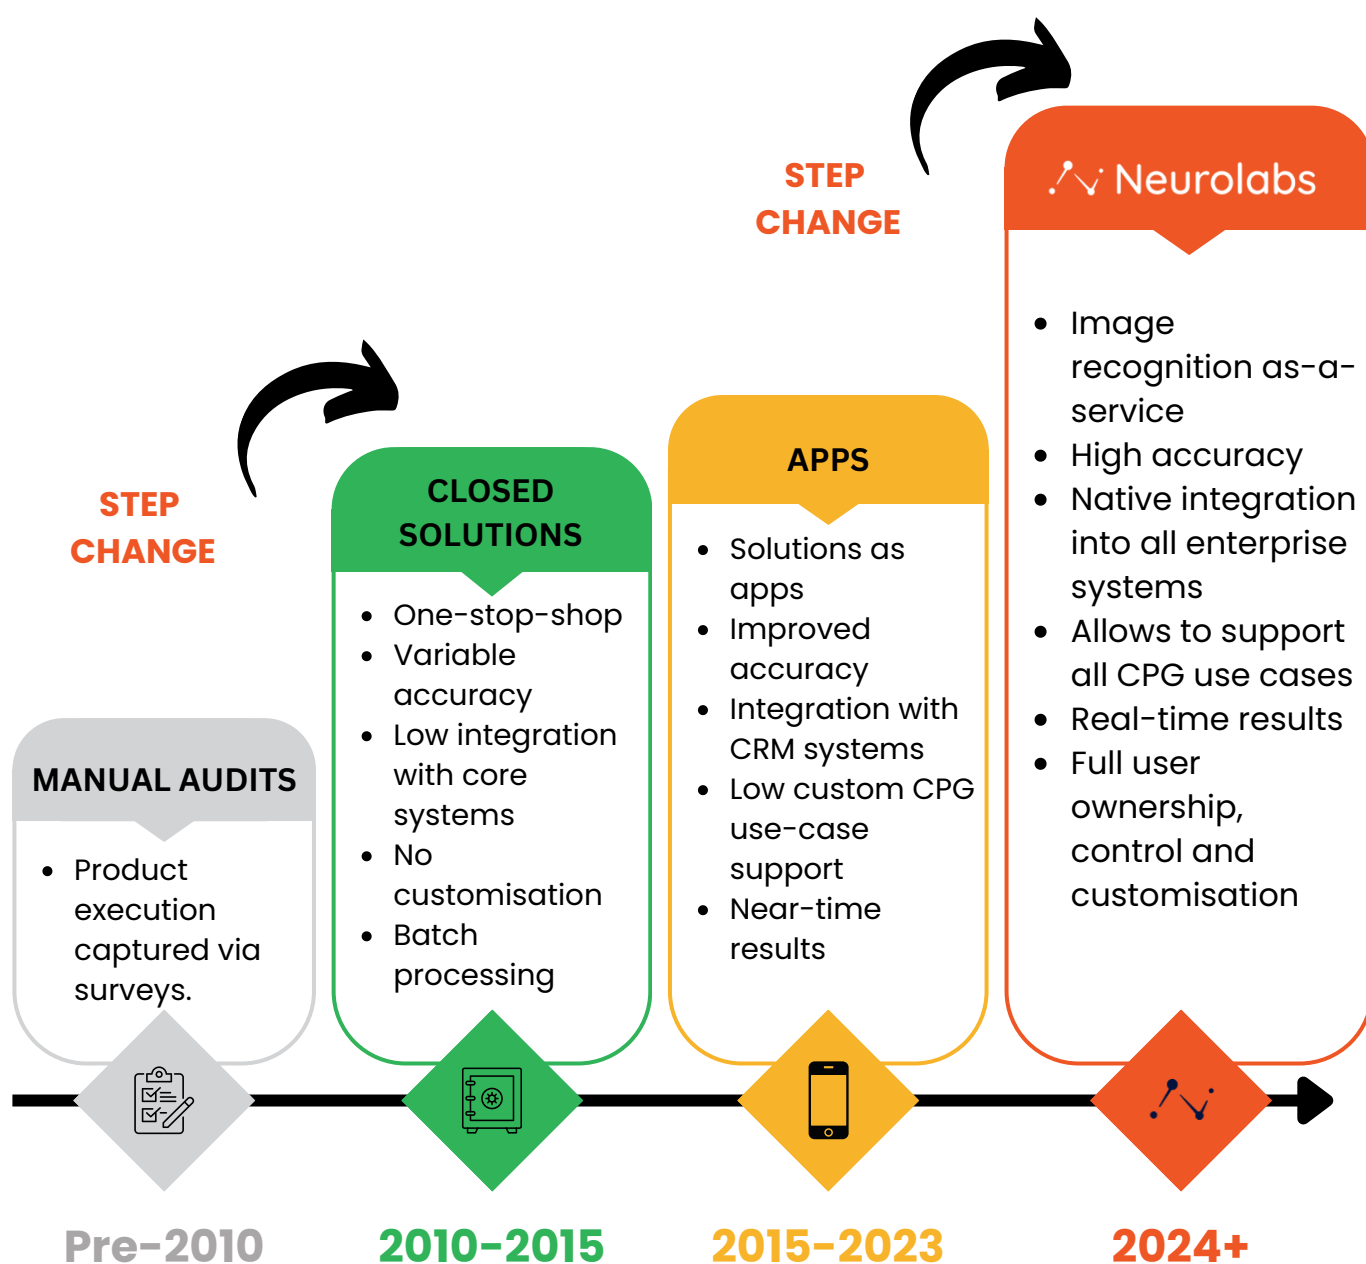 STEP
CHANGE
Neurolabs
• Image
recognition as-a-
service
• High accuracy
• Native integration
into all enterprise
systems
• Allows to support
all CPG use cases
• Real-time results
• Full user
ownership,
control and
customisation
STEP
CHANGE
CLOSED
SOLUTIONS
• One-stop-shop
• Variable
accuracy
• Low integration
with core
systems
• No
customisation
• Batch
processing
APPS
• Solutions as
apps
• Improved
accuracy
• Integration with
CRM systems
• Low custom CPG
use-case
support
• Near-time
results
MANUAL AUDITS
• Product
execution
captured via
surveys.
Pre-2010
2010-2015
2015-2023
2024+